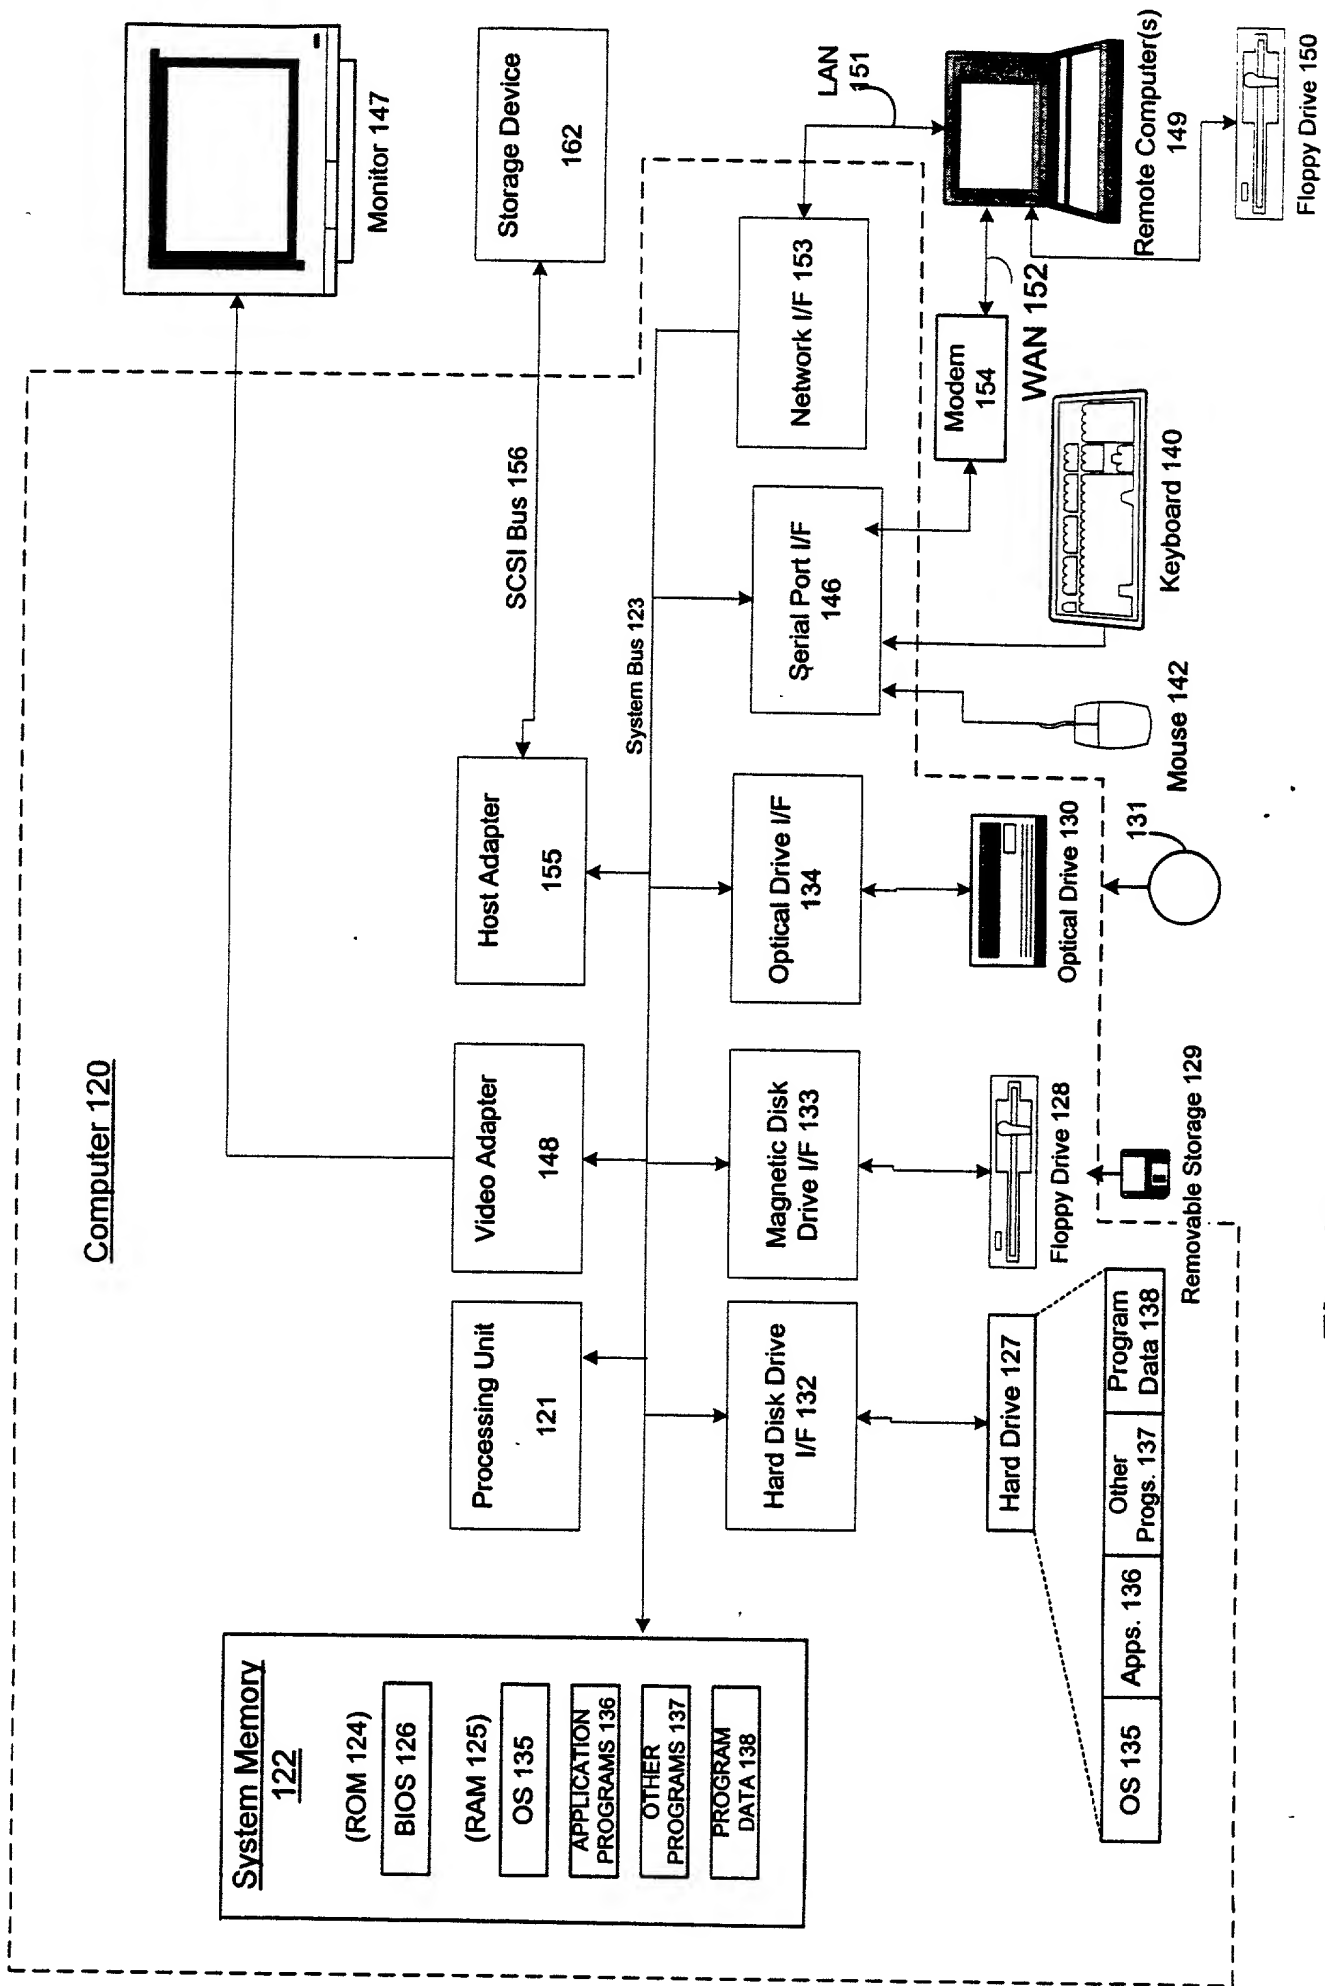 Computer 120
System Memory
122
(ROM 124)
BIOS 126
(RAM 125)
OS 135
APPLICATION
PROGRAMS 136
OTHER
PROGRAMS 137
PROGRAM
DATA 138
Processing Unit
121
Video Adapter
148
Host Adapter
155
SCSI Bus 156
Storage Device
162
Monitor 147
System Bus 123
Hard Disk Drive
I/F 132
Magnetic Disk
Drive I/F 133
Optical Drive I/F
134
Serial Port I/F
146
Network I/F 153
LAN
151
Hard Drive 127
Floppy Drive 128
Optical Drive 130
Modem
154
WAN 152
Remote Computer(s)
149
OS 135
Apps. 136
Other
Progs. 137
Program
Data 138
Removable Storage 129
131
Mouse 142
Keyboard 140
Floppy Drive 150